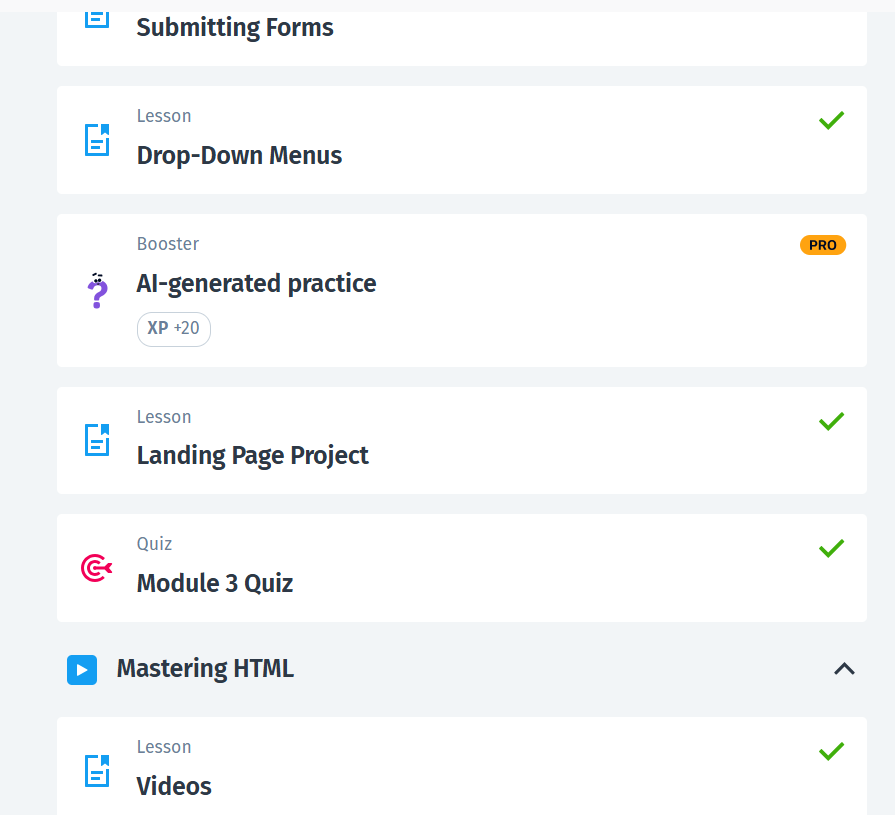 Submitting Forms
Lesson
Drop-Down Menus
Booster
PRO
AI-generated practice
XP +20
Lesson
Landing Page Project
Quiz
Module 3 Quiz
Mastering HTML
Lesson
Videos